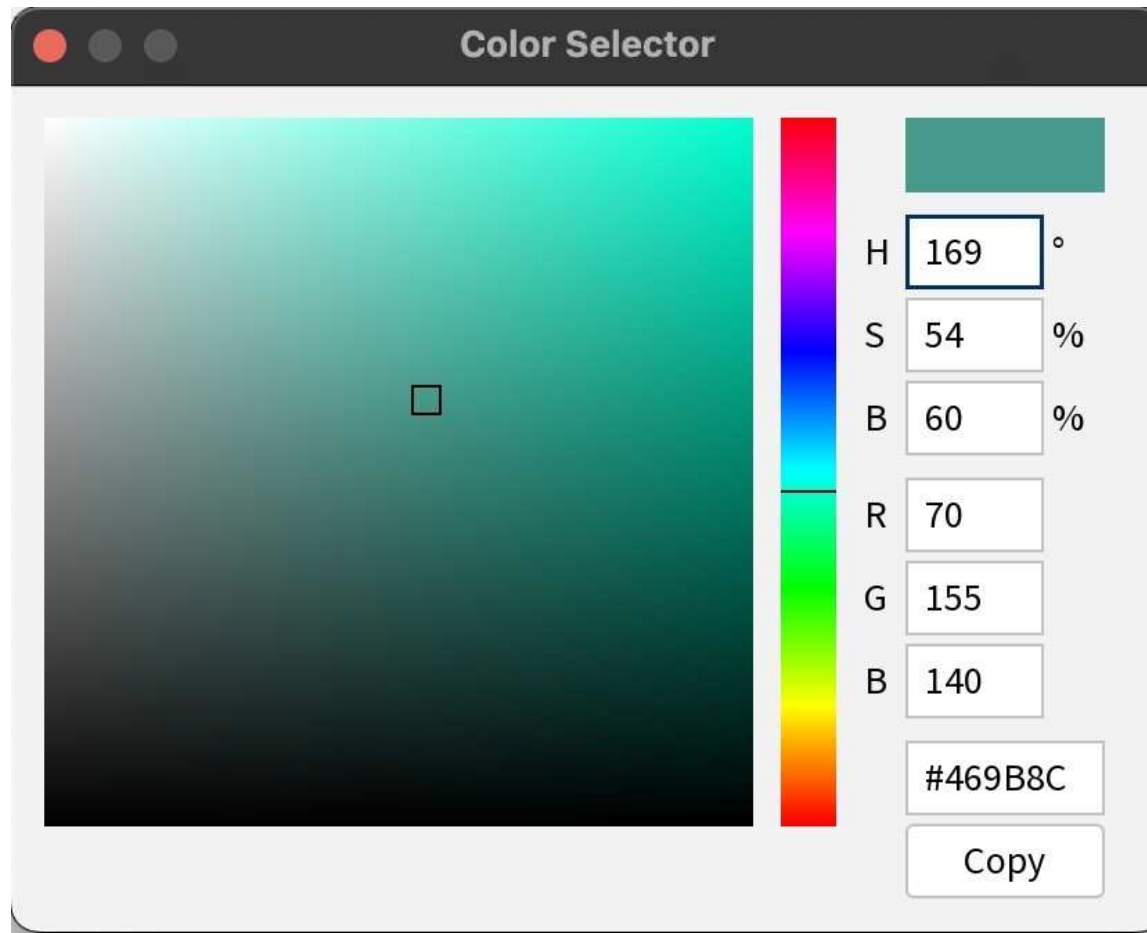 Color Selector
H 169 °
S 54 %
B 60 %
R 70
G 155
B 140
#469B8C
Copy